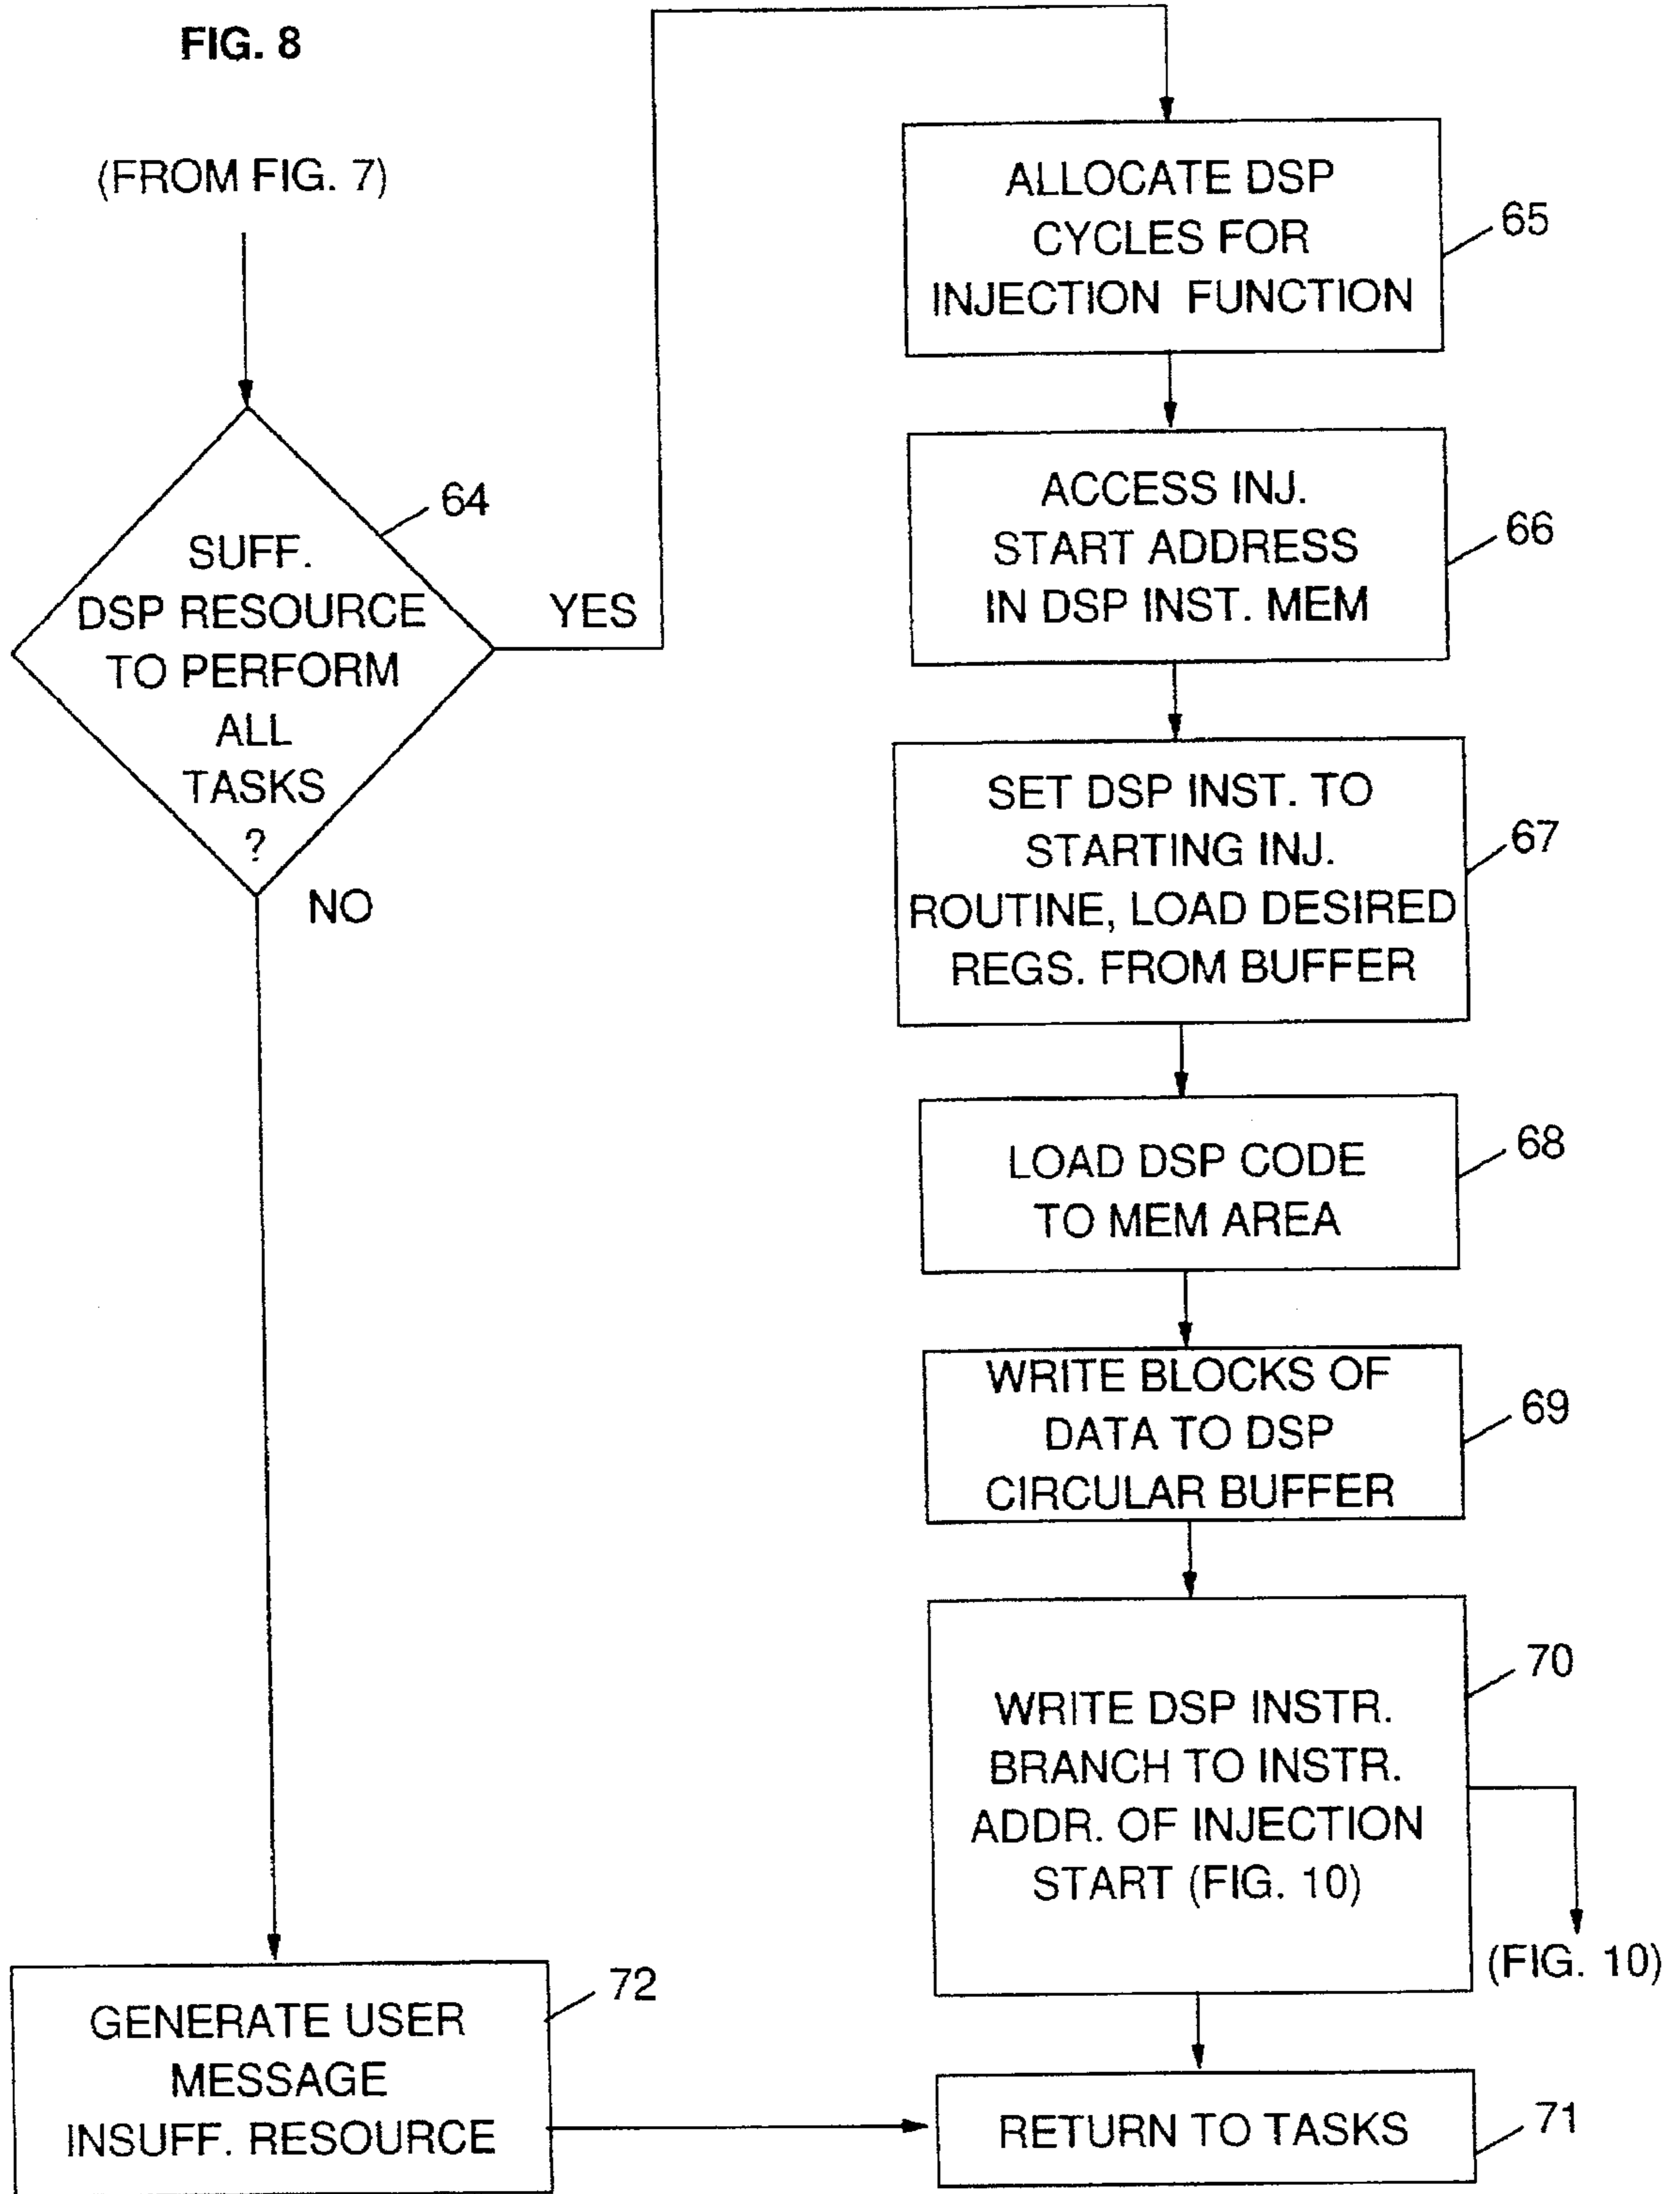 FIG. 8
(FROM FIG. 7)
64
SUFF.
DSP RESOURCE
TO PERFORM
ALL
TASKS
?
YES
NO
ALLOCATE DSP
CYCLES FOR
INJECTION FUNCTION
65
ACCESS INJ.
START ADDRESS
IN DSP INST. MEM
66
SET DSP INST. TO
STARTING INJ.
ROUTINE, LOAD DESIRED
REGS. FROM BUFFER
67
LOAD DSP CODE
TO MEM AREA
68
WRITE BLOCKS OF
DATA TO DSP
CIRCULAR BUFFER
69
WRITE DSP INSTR.
BRANCH TO INSTR.
ADDR. OF INJECTION
START (FIG. 10)
70
(FIG. 10)
GENERATE USER
MESSAGE
INSUFF. RESOURCE
72
RETURN TO TASKS
71